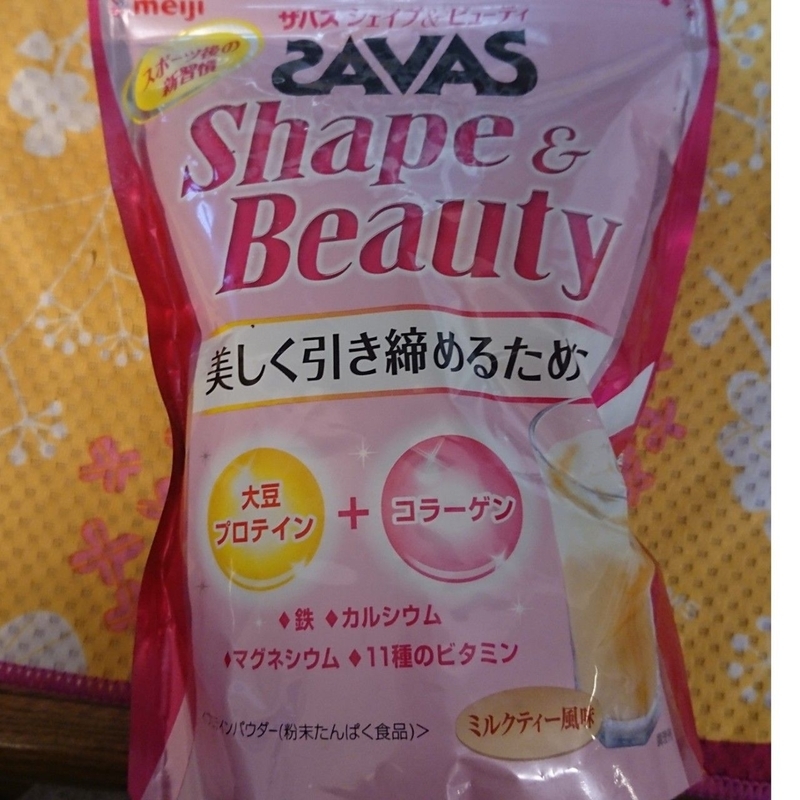 meiji
ザバス シェイプ&ビューティ
SAVAS
スポーツ後の
新習慣
Shape &
Beauty
美しく引き締めるため
大豆
プロテイン
+
コラーゲン
♦鉄 ♦カルシウム
♦マグネシウム ♦11種のビタミン
インパウダー(粉末たんぱく食品)>
ミルクティー風味